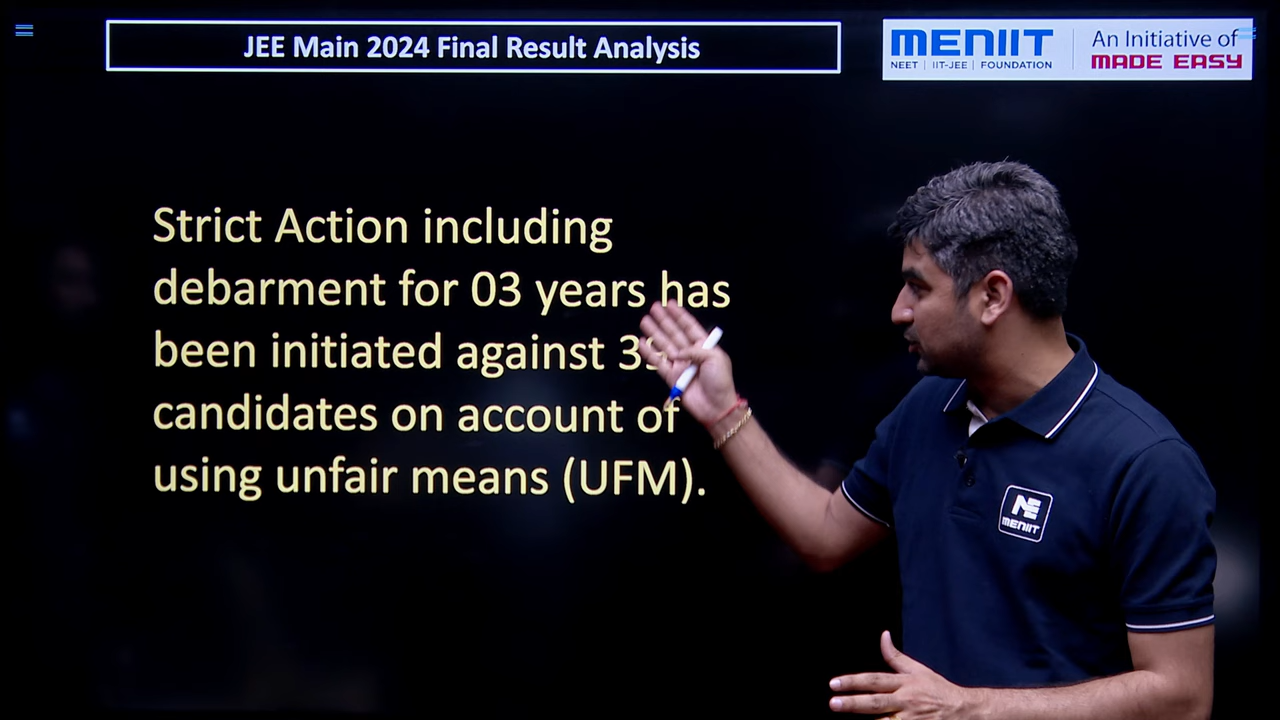 JEE Main 2024 Final Result Analysis
MENIIT
NEET | IIT-JEE | FOUNDATION
An Initiative of
MADE EASY
Strict Action including
debarment for 03 years has
been initiated against
candidates on account of
using unfair means (UFM).
NE
MENIIT